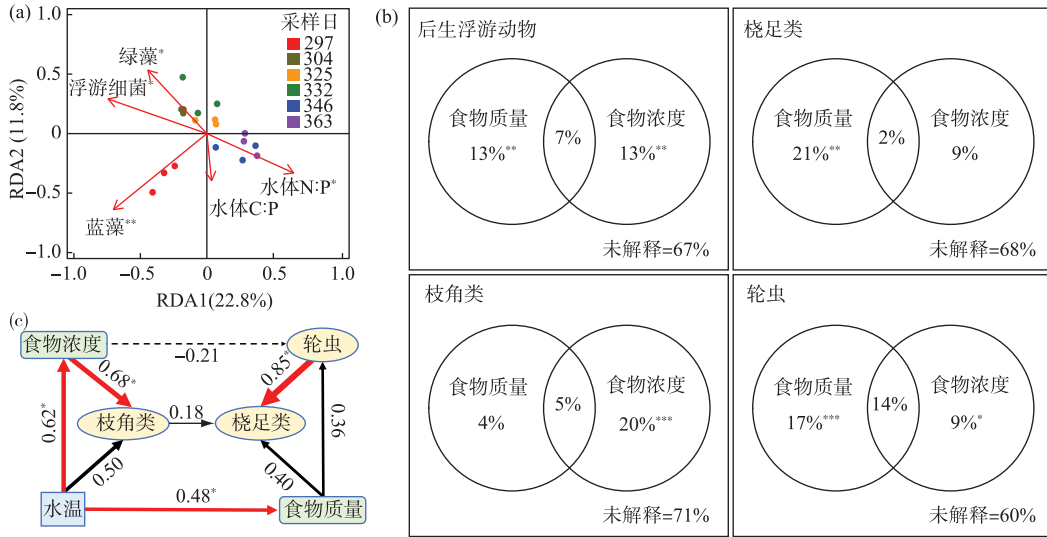 (a)
采样日
297
304
325
332
346
363
绿藻*
浮游细菌*
蓝藻**
水体C:P
水体N:P*
1.0
0.5
0
−0.5
−1.0
RDA2 (11.8%)
−1.0
−0.5
0
0.5
1.0
RDA1(22.8%)
(b)
后生浮游动物
食物质量
13%**
7%
食物浓度
13%**
未解释=67%
桡足类
食物质量
21%**
2%
食物浓度
9%
未解释=68%
枝角类
食物质量
4%
5%
食物浓度
20%***
未解释=71%
轮虫
食物质量
17%***
14%
食物浓度
9%*
未解释=60%
(c)
食物浓度
−0.21
轮虫
0.68*
0.85*
0.62*
枝角类
0.18
桡足类
0.36
0.50
0.40
水温
0.48*
食物质量